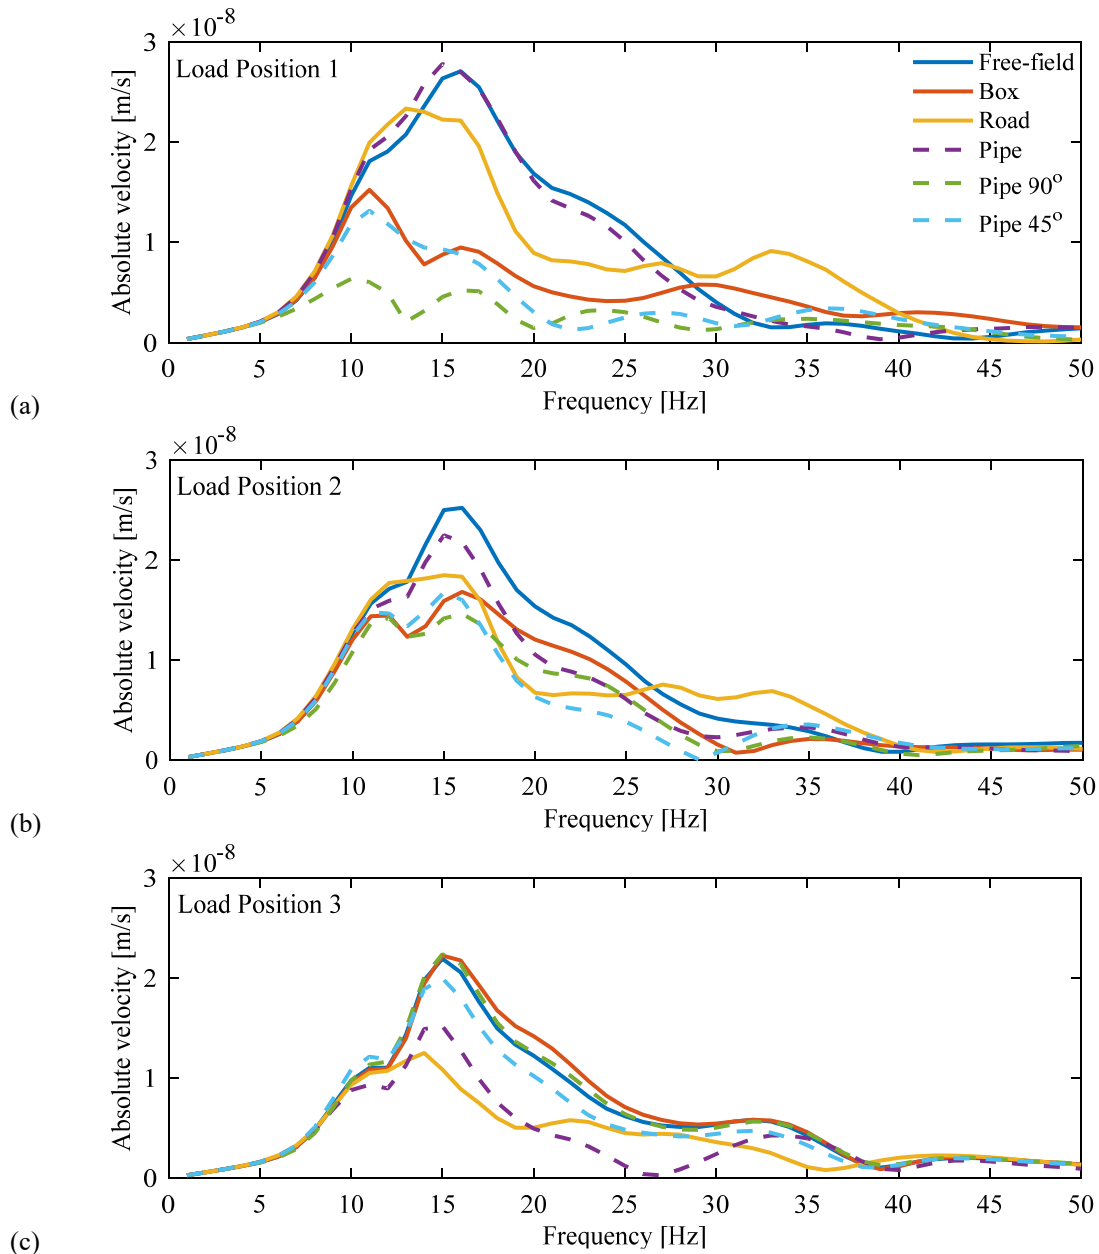 ×10-8
3
2
1
0
Absolute velocity [m/s]
Load Position 1
Free-field
Box
Road
Pipe
Pipe 90o
Pipe 45o
0 5 10 15 20 25 30 35 40 45 50
Frequency [Hz]
(a)
×10-8
3
2
1
0
Absolute velocity [m/s]
Load Position 2
0 5 10 15 20 25 30 35 40 45 50
Frequency [Hz]
(b)
×10-8
3
2
1
0
Absolute velocity [m/s]
Load Position 3
0 5 10 15 20 25 30 35 40 45 50
Frequency [Hz]
(c)